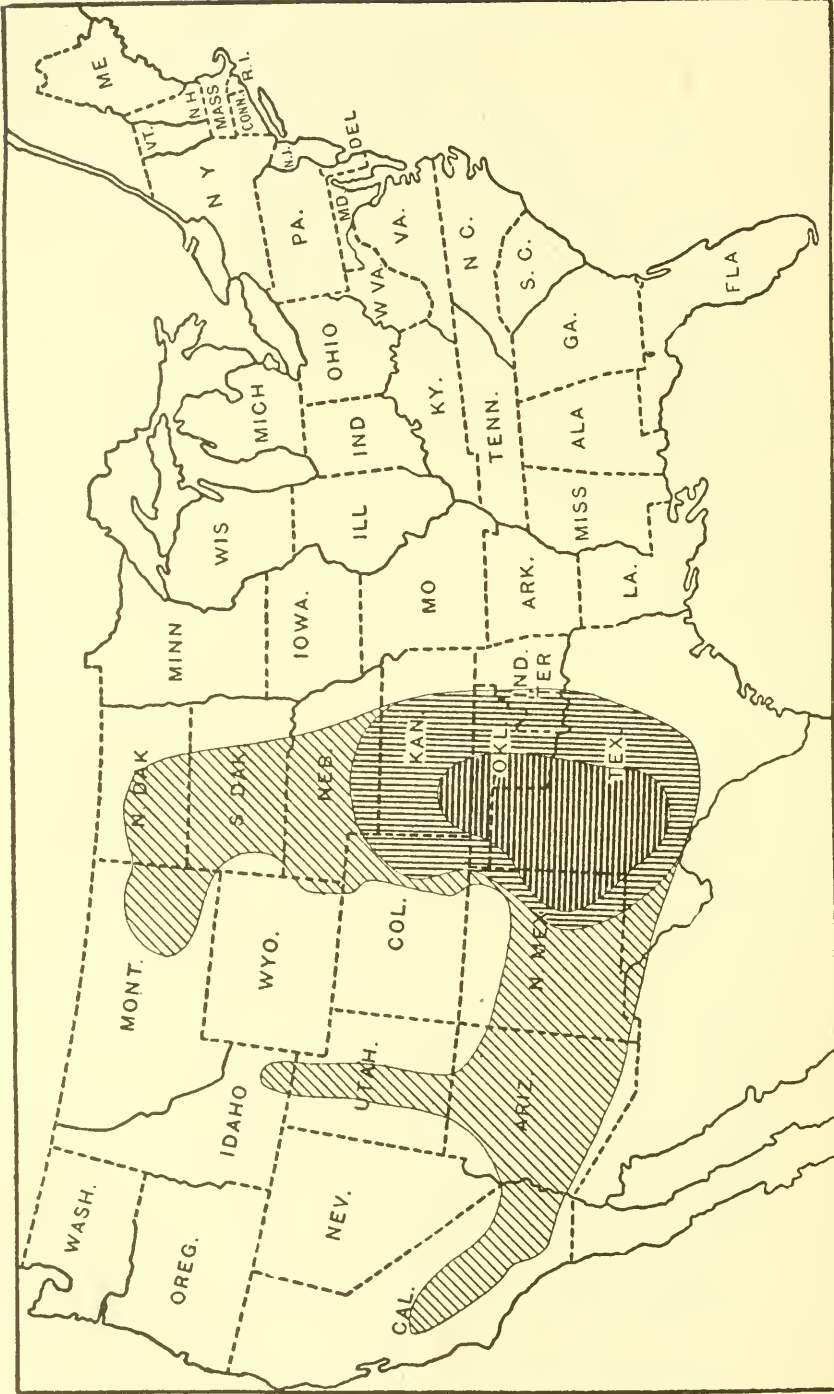 WASH.
OREG.
CAL.
NEV.
IDAHO
UTAH.
ARIZ.
MONT.
WYO.
COL.
N MEX
N. DAK
S. DAK
NEB.
KAN.
OKL
IND.
TER
TEX.
MINN
IOWA.
MO
ARK.
LA.
WIS
ILL
MICH
IND
OHIO
KY.
TENN.
MISS
ALA
GA.
FLA
S. C.
N C.
VA.
W VA.
MD.
DEL
PA.
N.J.
N Y
CONN.
R. I.
MASS
VT.
N H
ME